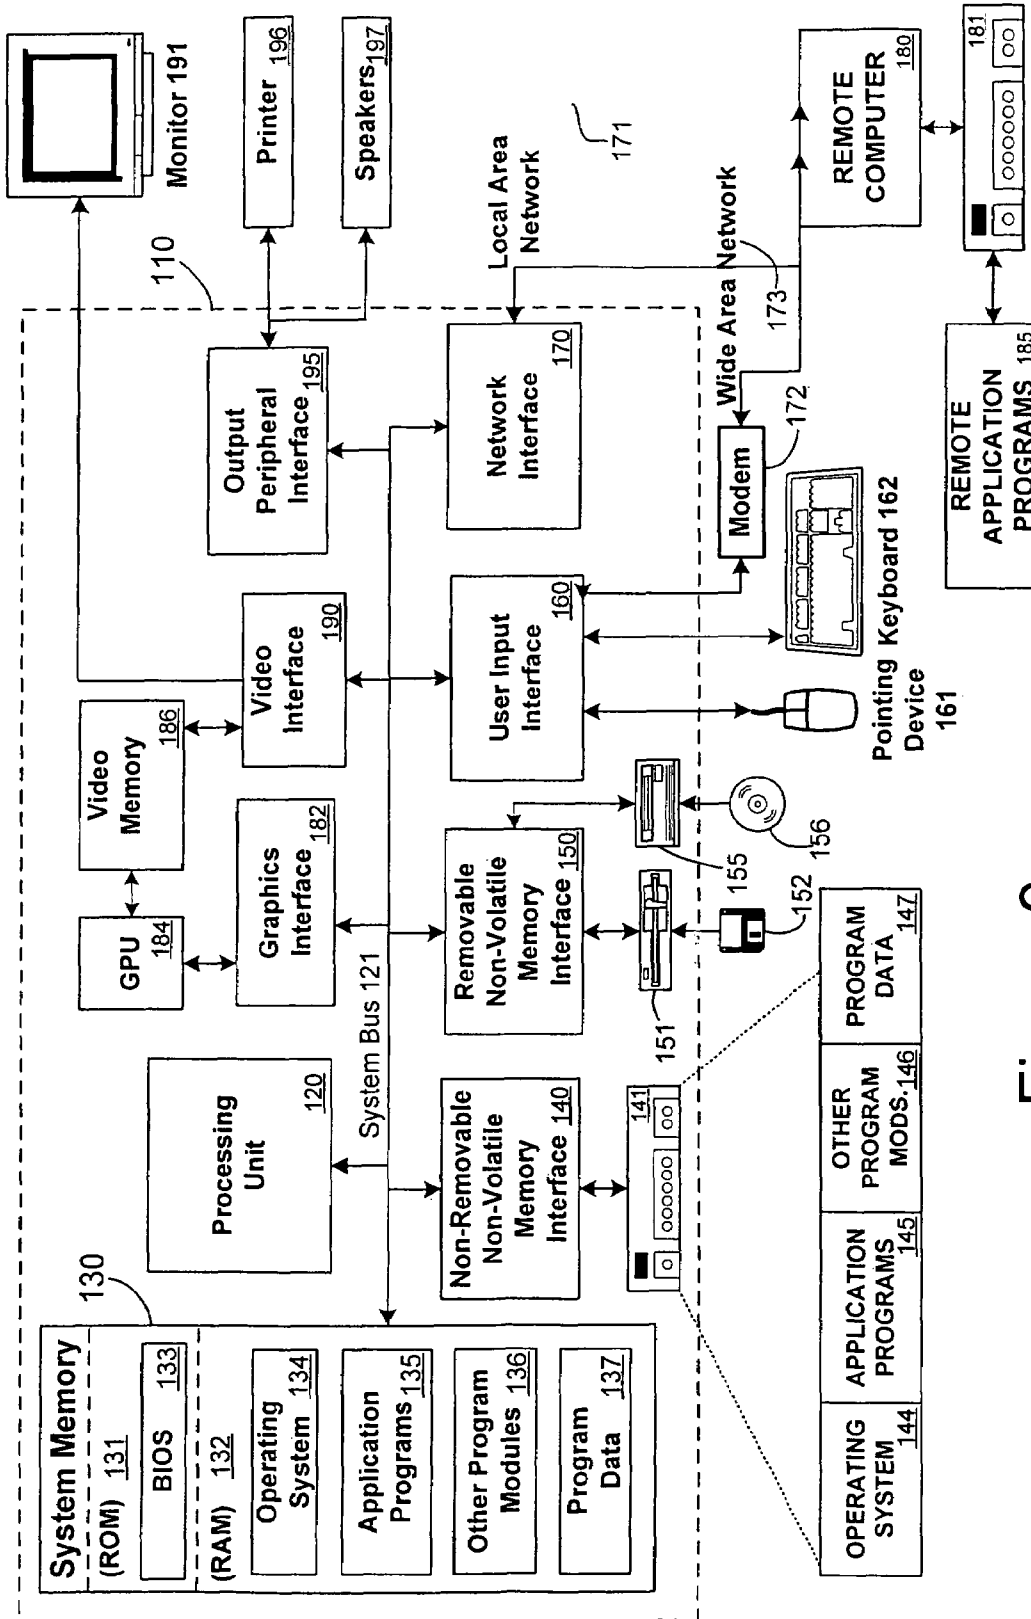 System Memory
(ROM) 131
BIOS 133
(RAM) 132
Operating
System 134
Application
Programs 135
Other Program
Modules 136
Program
Data 137
130
Processing
Unit
120
System Bus 121
GPU
184
Video
Memory
186
Graphics
Interface
182
Video
Interface
190
Output
Peripheral
Interface
195
110
Monitor 191
Printer
196
Speakers
197
Non-Removable
Non-Volatile
Memory
Interface 140
Removable
Non-Volatile
Memory
Interface 150
User Input
Interface
160
Network
Interface
170
Local Area
Network
171
141
151
152
155
156
Modem
172
Wide Area Network
173
Pointing
Device
161
Keyboard 162
REMOTE
COMPUTER
180
181
REMOTE
APPLICATION
PROGRAMS 185
OPERATING
SYSTEM 144
APPLICATION
PROGRAMS 145
OTHER
PROGRAM
MODS. 146
PROGRAM
DATA 147